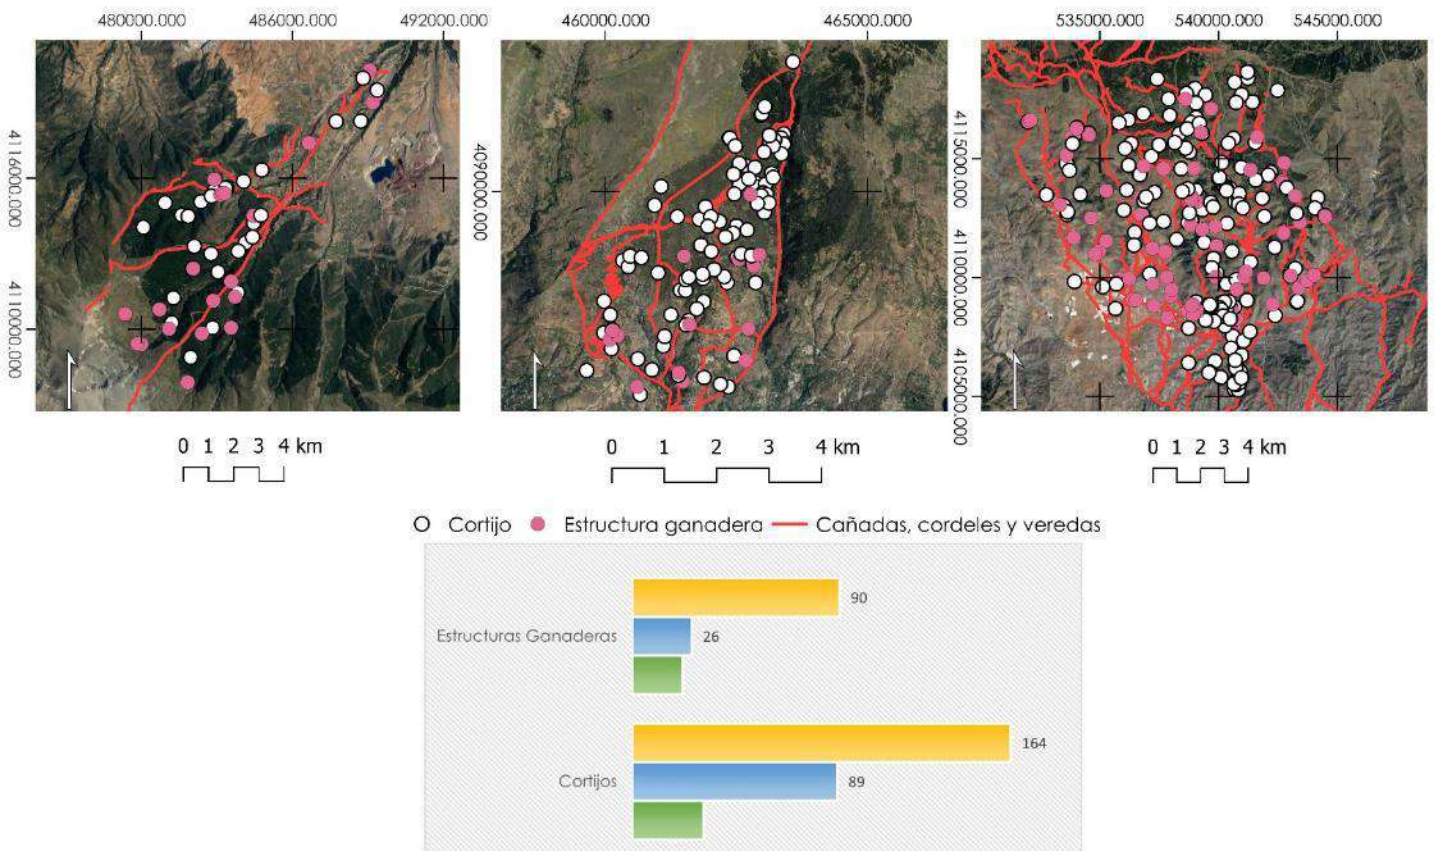 480000.000 486000.000 492000.000
460000.000 465000.000
535000.000 540000.000 545000.000
4116000.000
4110000.000
4090000.000
4115000.000
4110000.000
4105000.000
0 1 2 3 4 km
0 1 2 3 4 km
0 1 2 3 4 km
Cortijo Estructura ganadera Cañadas, cordeles y veredas
90
Estructuras Ganaderas 26
164
Cortijos 89